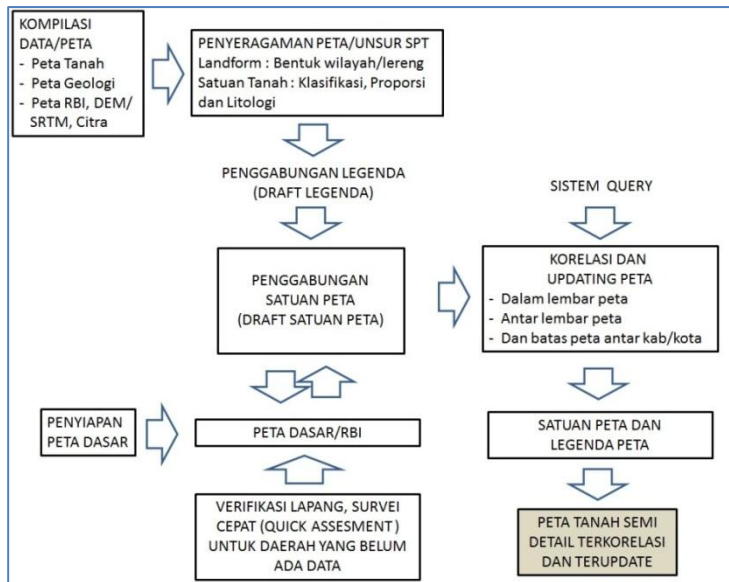 KOMPILASI
DATA/PETA
- Peta Tanah
- Peta Geologi
- Peta RBI, DEM/
SRTM, Citra
PENYERAGAMAN PETA/UNSUR SPT
Landform : Bentuk wilayah/lereng
Satuan Tanah : Klasifikasi, Proporsi
dan Litologi
PENGGABUNGAN LEGENDA
(DRAFT LEGENDA)
SISTEM QUERY
PENGGABUNGAN
SATUAN PETA
(DRAFT SATUAN PETA)
KORELASI DAN
UPDATING PETA
- Dalam lembar peta
- Antar lembar peta
- Dan batas peta antar kab/kota
PENYIAPAN
PETA DASAR
PETA DASAR/RBI
SATUAN PETA DAN
LEGENDA PETA
VERIFIKASI LAPANG, SURVEI
CEPAT (QUICK ASSESMENT )
UNTUK DAERAH YANG BELUM
ADA DATA
PETA TANAH SEMI
DETAIL TERKORELASI
DAN TERUPDATE